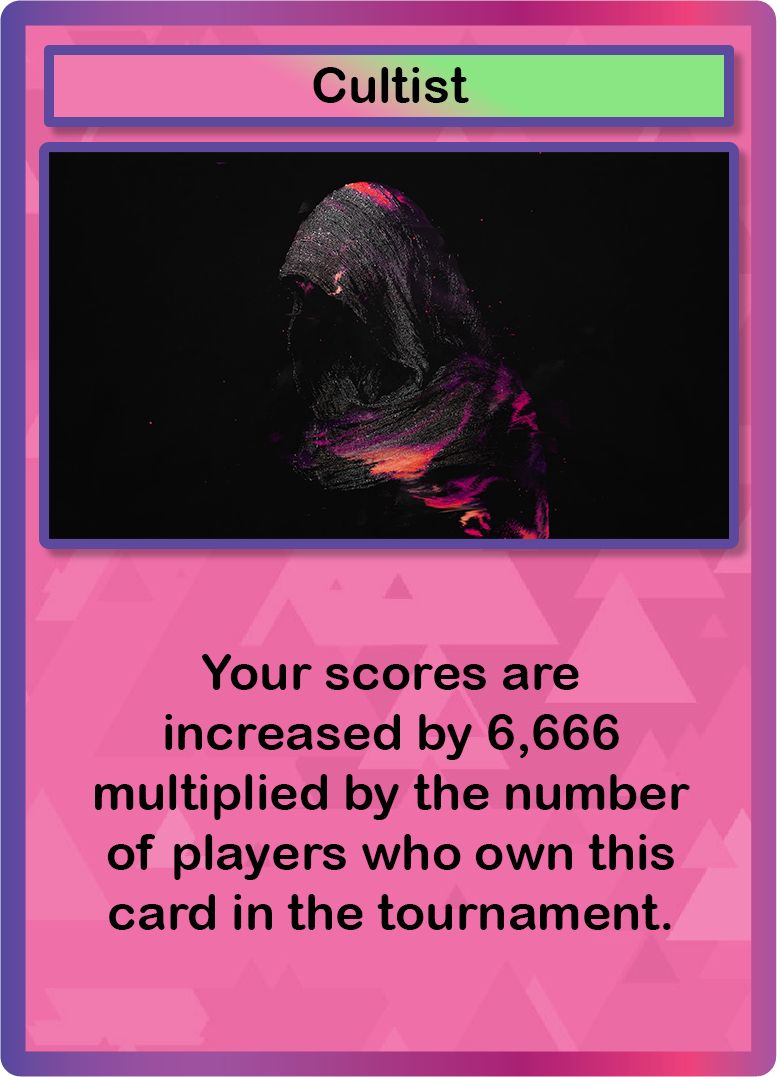 Cultist
Your scores are
increased by 6,666
multiplied by the number
of players who own this
card in the tournament.